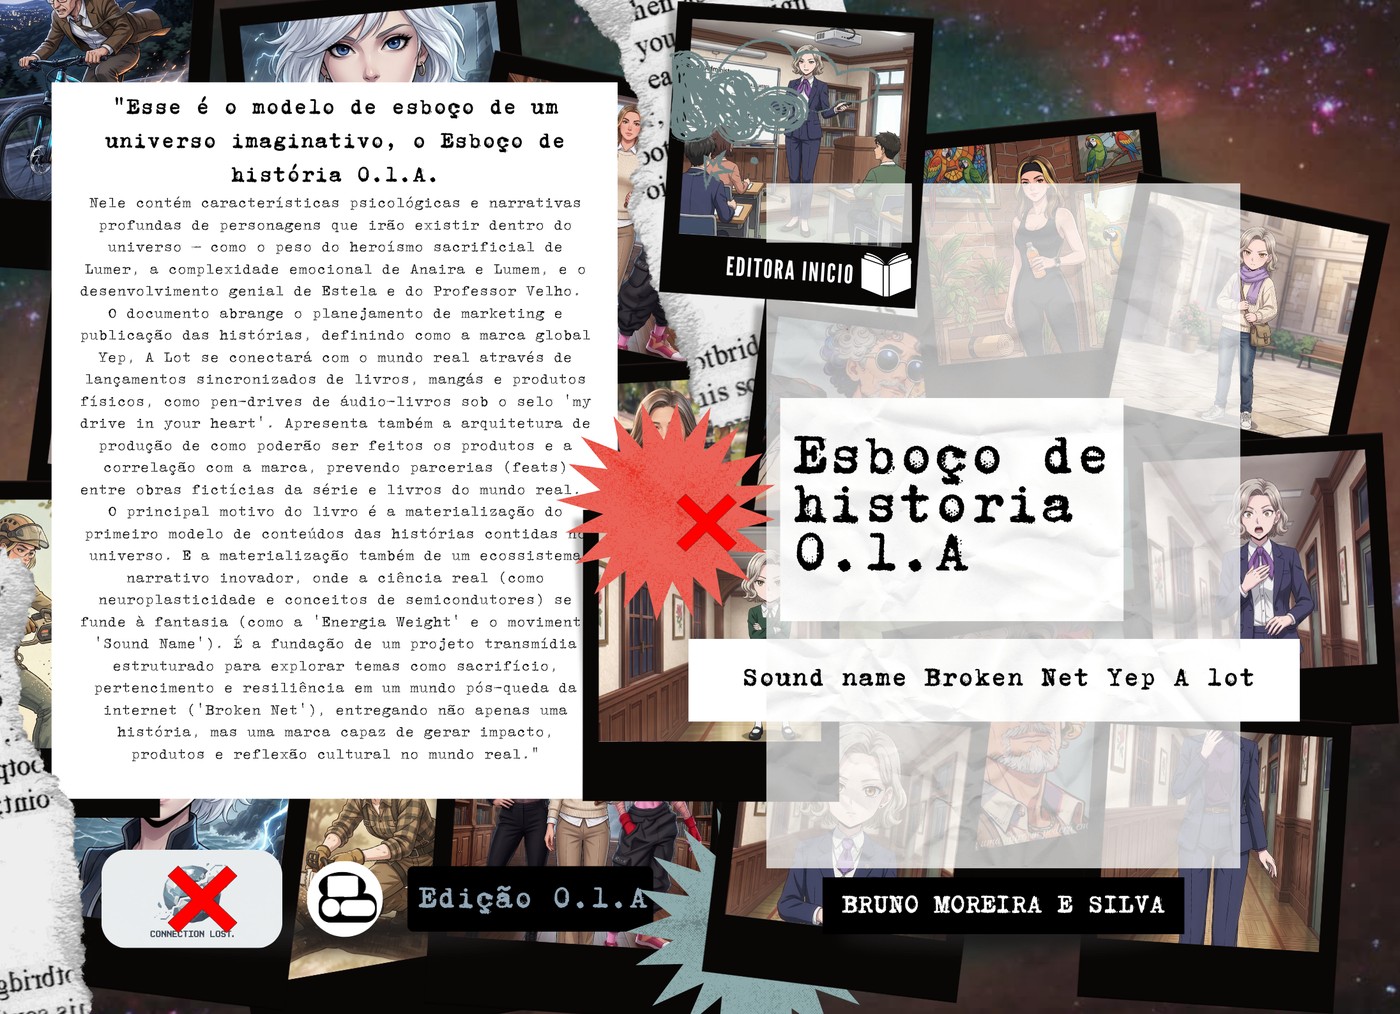 "Esse é o modelo de esboço de um
universo imaginativo, o Esboço de
história O.1.A.
Nele contém características psicológicas e narrativas
profundas de personagens que irão existir dentro do
universo — como o peso do heroísmo sacrificial de
Lumer, a complexidade emocional de Anaira e Lumem, e o
desenvolvimento genial de Estela e do Professor Velho.
O documento abrange o planejamento de marketing e
publicação das histórias, definindo como a marca global
Yep, A Lot se conectará com o mundo real através de
lançamentos sincronizados de livros, mangás e produtos
físicos, como pen-drives de áudio-livros sob o selo 'my
drive in your heart'. Apresenta também a arquitetura de
produção de como poderão ser feitos os produtos e a
correlação com a marca, prevendo parcerias (feats)
entre obras fictícias da série e livros do mundo real.
O principal motivo do livro é a materialização do
primeiro modelo de conteúdos das histórias contidas no
universo. E a materialização também de um ecossistema
narrativo inovador, onde a ciência real (como
neuroplasticidade e conceitos de semicondutores) se
funde à fantasia (como a 'Energia Weight' e o moviment
'Sound Name'). É a fundação de um projeto transmídia
estruturado para explorar temas como sacrifício,
pertencimento e resiliência em um mundo pós-queda da
internet ('Broken Net'), entregando não apenas uma
história, mas uma marca capaz de gerar impacto,
produtos e reflexão cultural no mundo real."
CONNECTION LOST.
Edição O.1.A
EDITORA INICIO
Esboço de
história
O.1.A
Sound name Broken Net Yep A lot
BRUNO MOREIRA E SILVA